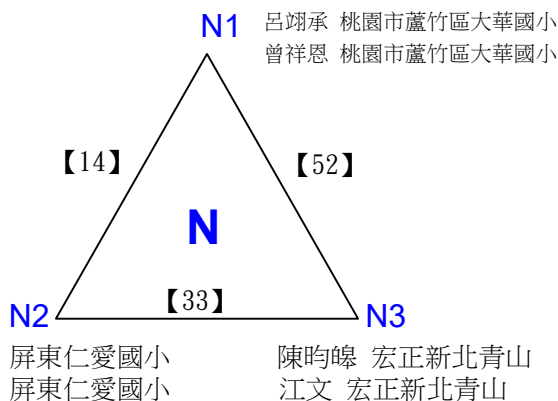 N1
呂翊承 桃園市蘆竹區大華國小
曾祥恩 桃園市蘆竹區大華國小
【14】
【52】
N
【33】
N2
N3
屏東仁愛國小
陳昀皞 宏正新北青山
屏東仁愛國小
江文 宏正新北青山